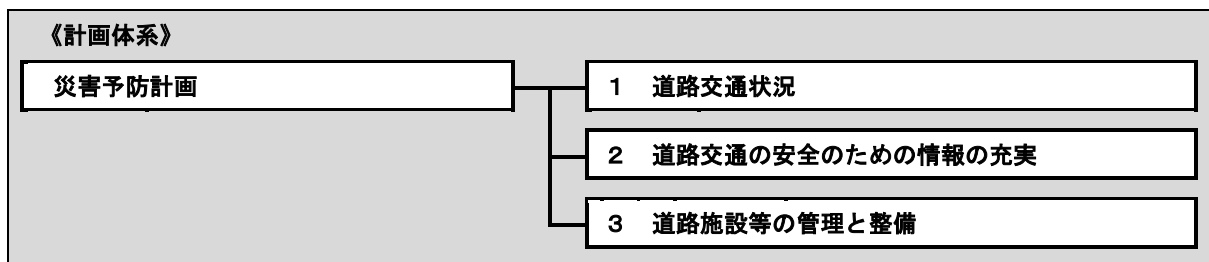 《計画体系》
災害予防計画
１　道路交通状況
２　道路交通の安全のための情報の充実
３　道路施設等の管理と整備